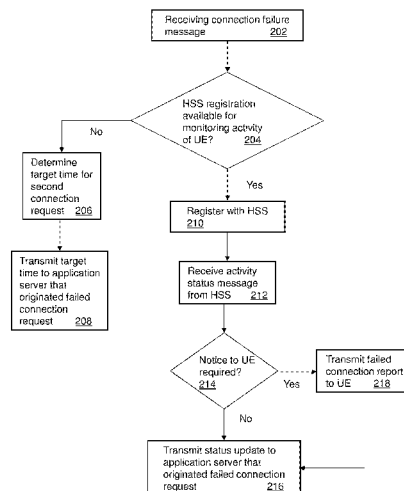 Receiving connection failure
message 202
HSS registration
available for
monitoring activity
of UE? 204
No
Yes
Determine
target time for
second
connection
request 206
Register with HSS
210
Transmit target
time to application
server that
originated failed
connection
request 208
Receive activity
status message
from HSS 212
Notice to UE
required?
214
Yes
Transmit failed
connection report
to UE 218
No
Transmit status update to
application server that
originated failed connection
request 216